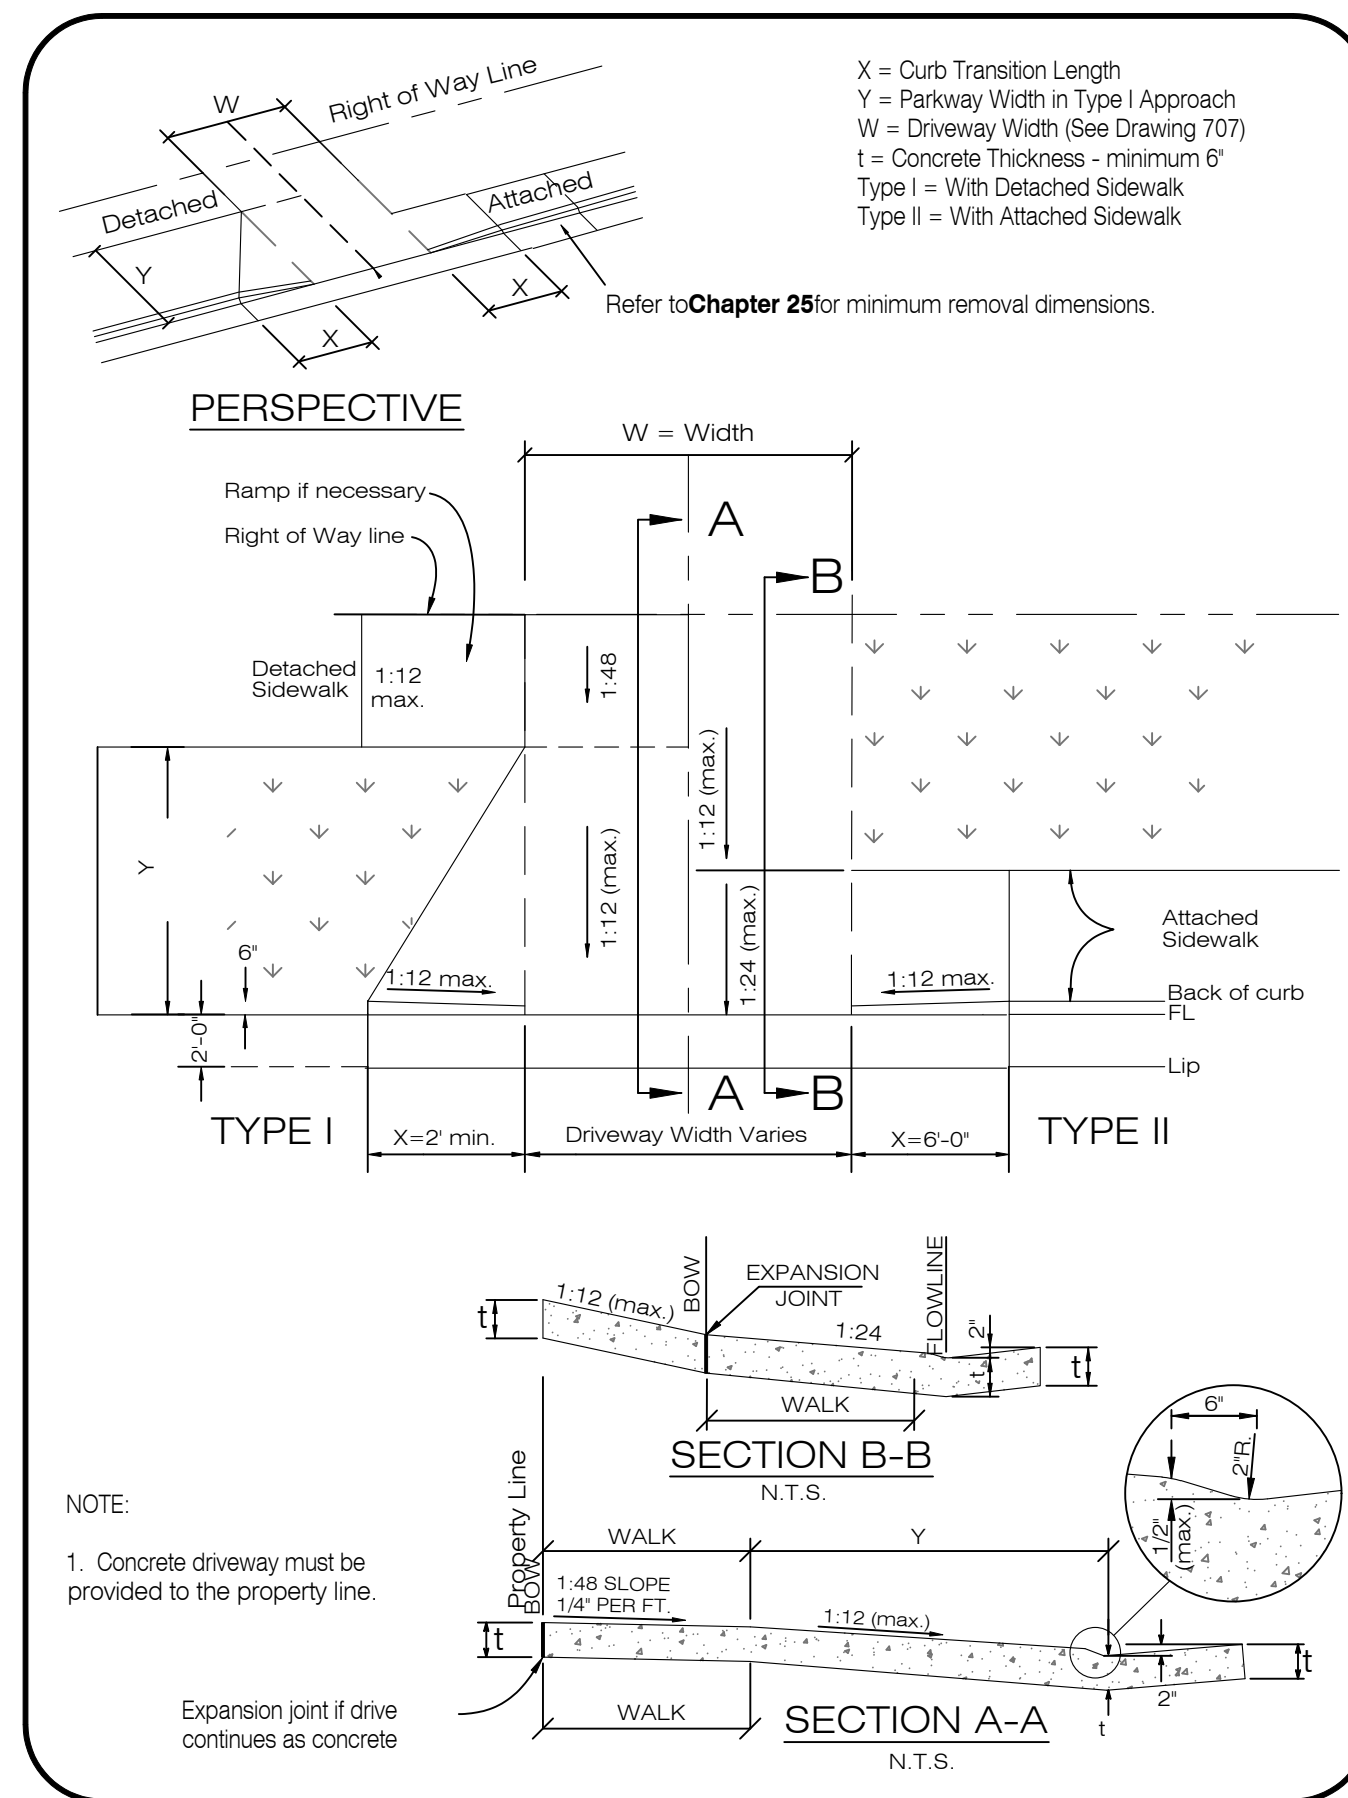 X = Curb Transition Length
Y = Parkway Width in Type I Approach
W = Driveway Width (See Drawing 707)
t = Concrete Thickness - minimum 6"
Type I = With Detached Sidewalk
Type II = With Attached Sidewalk
W
Right of Way Line
Detached
Attached
Y
X
X
Refer to Chapter 25 for minimum removal dimensions.
PERSPECTIVE
W = Width
Ramp if necessary
Right of Way line
A
B
Detached
Sidewalk
1:12
max.
1:48
1:12 (max.)
Y
1:12 (max.)
1:24 (max.)
Attached
Sidewalk
6"
1:12 max.
1:12 max.
Back of curb
FL
2'-0"
Lip
A
B
TYPE I
TYPE II
X=2' min.
Driveway Width Varies
X=6'-0"
BOW
EXPANSION
JOINT
FLOWLINE
1:12 (max.)
1:24
2"
t
t
t
WALK
SECTION B-B
N.T.S.
6"
2"R.
1/2"
(max.)
NOTE:
1. Concrete driveway must be
provided to the property line.
Property Line
BOW
WALK
Y
1:48 SLOPE
1/4" PER FT.
1:12 (max.)
t
t
2"
t
Expansion joint if drive
continues as concrete
WALK
SECTION A-A
N.T.S.